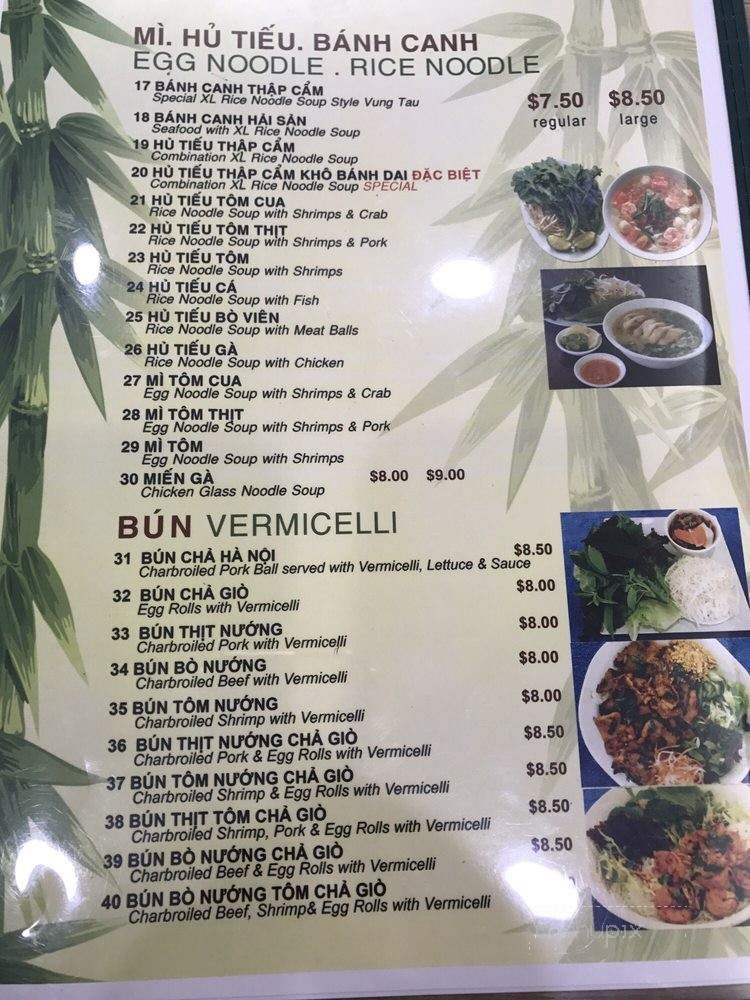 MÌ. HỦ TIẾU. BÁNH CANH
EGG NOODLE . RICE NOODLE
17 BÁNH CANH THẬP CẨM
Special XL Rice Noodle Soup Style Vung Tau
$7.50 $8.50
regular large
18 BÁNH CANH HẢI SẢN
Seafood with XL Rice Noodle Soup
19 HỦ TIẾU THẬP CẨM
Combination XL Rice Noodle Soup
20 HỦ TIẾU THẬP CẨM KHÔ BÁNH DAI ĐẶC BIỆT
Combination XL Rice Noodle Soup SPECIAL
21 HỦ TIẾU TÔM CUA
Rice Noodle Soup with Shrimps & Crab
22 HỦ TIẾU TÔM THỊT
Rice Noodle Soup with Shrimps & Pork
23 HỦ TIẾU TÔM
Rice Noodle Soup with Shrimps
24 HỦ TIẾU CÁ
Rice Noodle Soup with Fish
25 HỦ TIẾU BÒ VIÊN
Rice Noodle Soup with Meat Balls
26 HỦ TIẾU GÀ
Rice Noodle Soup with Chicken
27 MÌ TÔM CUA
Egg Noodle Soup with Shrimps & Crab
28 MÌ TÔM THỊT
Egg Noodle Soup with Shrimps & Pork
29 MÌ TÔM
Egg Noodle Soup with Shrimps
30 MIẾN GÀ $8.00 $9.00
Chicken Glass Noodle Soup
BÚN VERMICELLI
31 BÚN CHẢ HÀ NỘI $8.50
Charbroiled Pork Ball served with Vermicelli, Lettuce & Sauce
32 BÚN CHẢ GIÒ $8.00
Egg Rolls with Vermicelli
33 BÚN THỊT NƯỚNG $8.00
Charbroiled Pork with Vermicelli
34 BÚN BÒ NƯỚNG $8.00
Charbroiled Beef with Vermicelli
35 BÚN TÔM NƯỚNG $8.00
Charbroiled Shrimp with Vermicelli
36 BÚN THỊT NƯỚNG CHẢ GIÒ $8.50
Charbroiled Pork & Egg Rolls with Vermicelli
37 BÚN TÔM NƯỚNG CHẢ GIÒ $8.50
Charbroiled Shrimp & Egg Rolls with Vermicelli
38 BÚN THỊT TÔM CHẢ GIÒ $8.50
Charbroiled Shrimp, Pork & Egg Rolls with Vermicelli
39 BÚN BÒ NƯỚNG CHẢ GIÒ $8.50
Charbroiled Beef & Egg Rolls with Vermicelli
40 BÚN BÒ NƯỚNG TÔM CHẢ GIÒ
Charbroiled Beef, Shrimp& Egg Rolls with Vermicelli